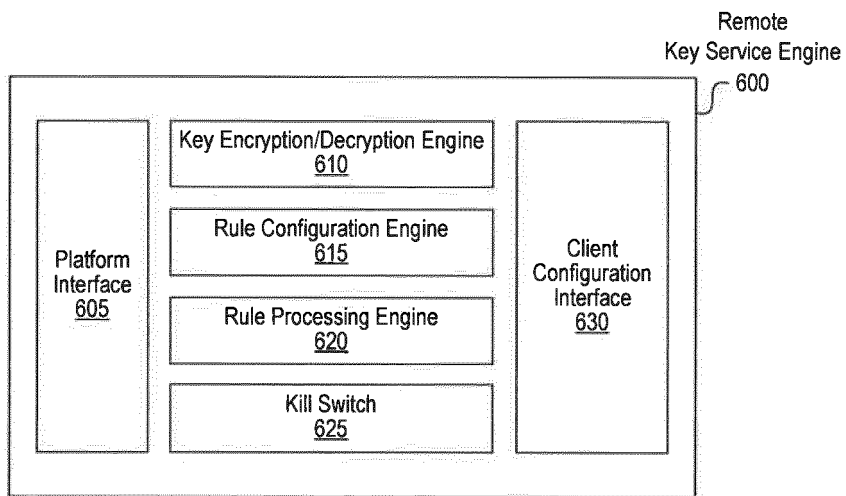 Remote
Key Service Engine
600
Platform
Interface
605
Key Encryption/Decryption Engine
610
Rule Configuration Engine
615
Rule Processing Engine
620
Kill Switch
625
Client
Configuration
Interface
630